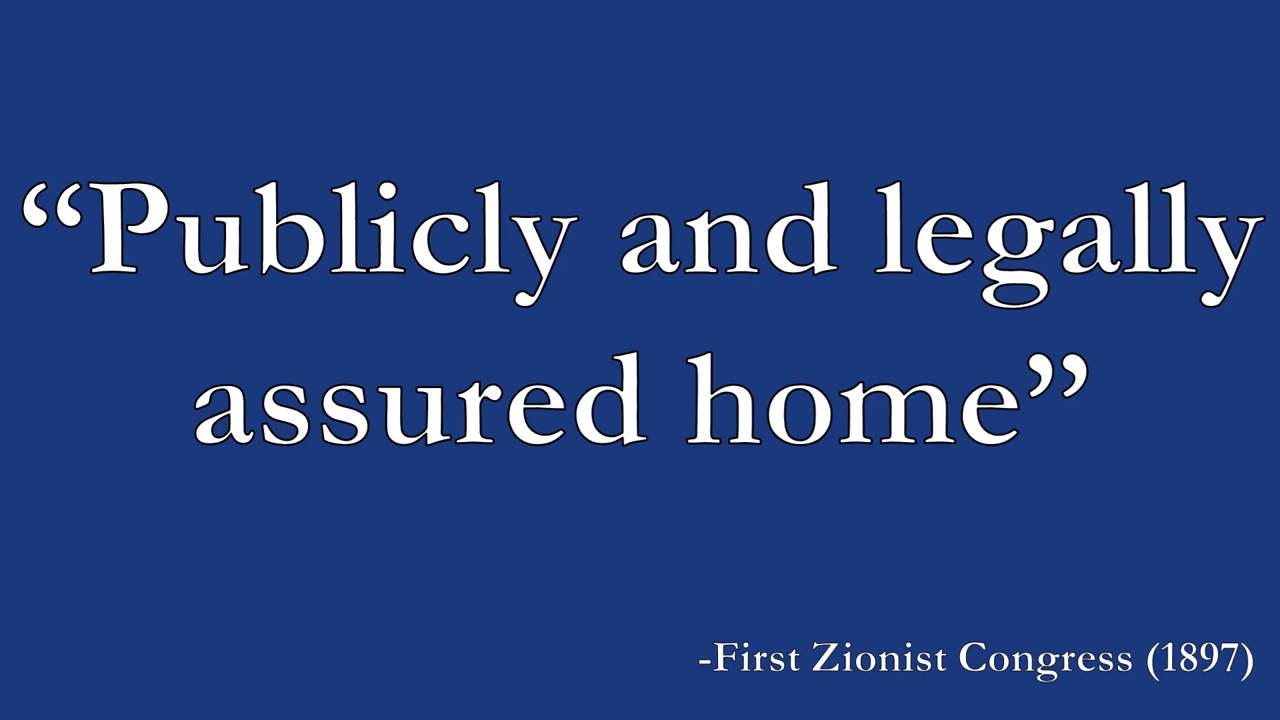 “Publicly and legally
assured home”
-First Zionist Congress (1897)